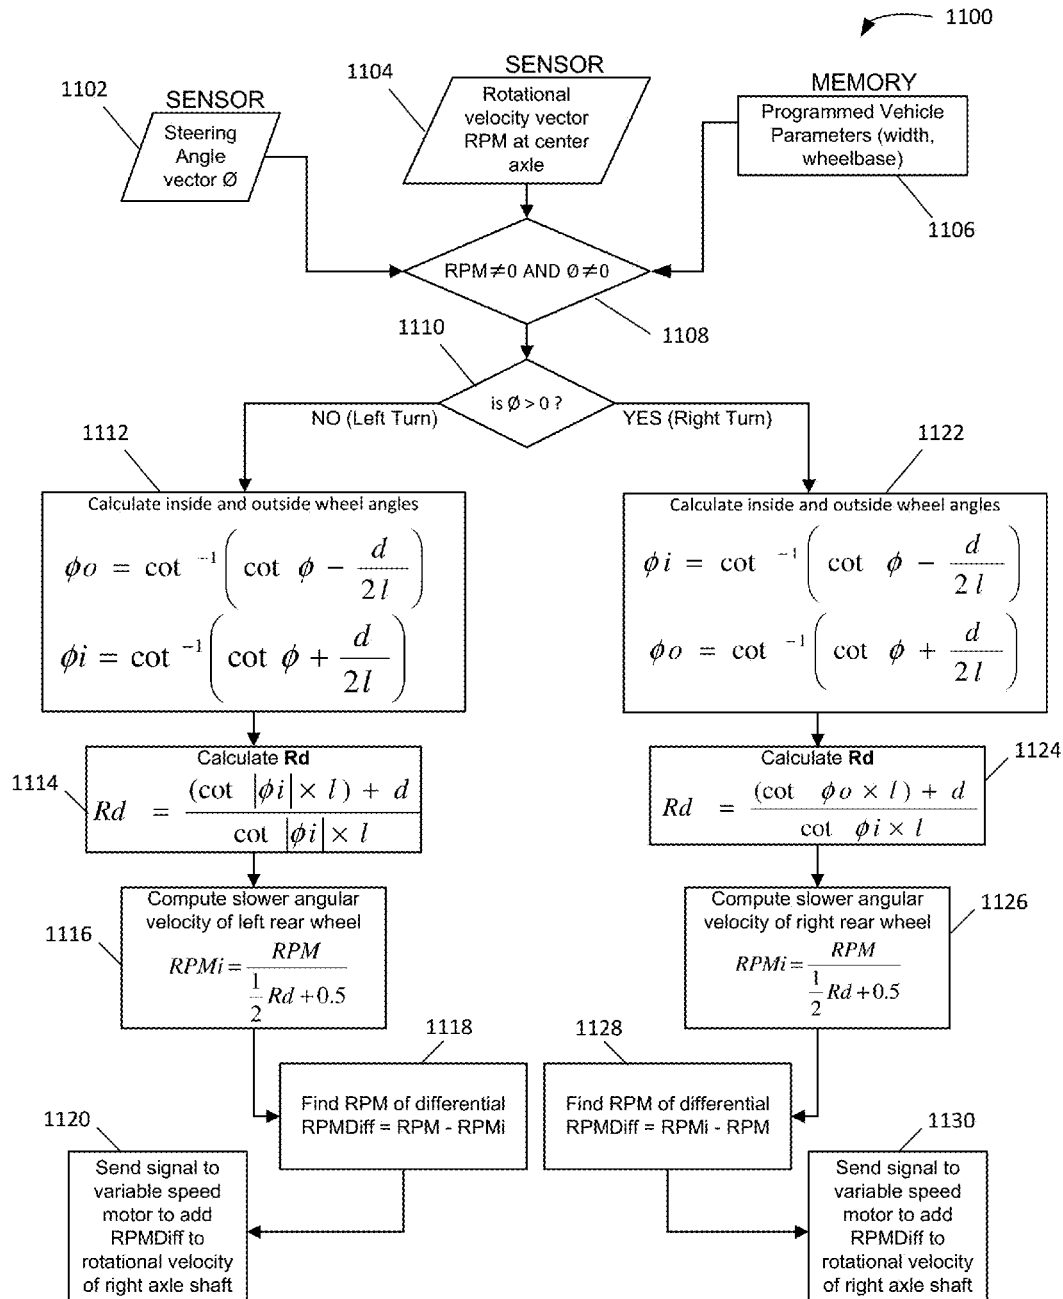 1100
1102
SENSOR
Steering
Angle
vector Ø
1104
SENSOR
Rotational
velocity vector
RPM at center
axle
MEMORY
Programmed Vehicle
Parameters (width,
wheelbase)
1106
RPM≠0 AND Ø≠0
1108
1110
is Ø > 0 ?
NO (Left Turn)
YES (Right Turn)
1112
Calculate inside and outside wheel angles
ϕo = cot ⁻¹ ( cot ϕ − d / 2l )
ϕi = cot ⁻¹ ( cot ϕ + d / 2l )
1122
Calculate inside and outside wheel angles
ϕi = cot ⁻¹ ( cot ϕ − d / 2l )
ϕo = cot ⁻¹ ( cot ϕ + d / 2l )
1114
Calculate Rd
Rd = (cot |ϕi| × l) + d / cot |ϕi| × l
1124
Calculate Rd
Rd = (cot ϕo × l) + d / cot ϕi × l
1116
Compute slower angular
velocity of left rear wheel
RPMi = RPM / ½ Rd + 0.5
1126
Compute slower angular
velocity of right rear wheel
RPMi = RPM / ½ Rd + 0.5
1118
Find RPM of differential
RPMDiff = RPM - RPMi
1128
Find RPM of differential
RPMDiff = RPMi - RPM
1120
Send signal to
variable speed
motor to add
RPMDiff to
rotational velocity
of right axle shaft
1130
Send signal to
variable speed
motor to add
RPMDiff to
rotational velocity
of right axle shaft